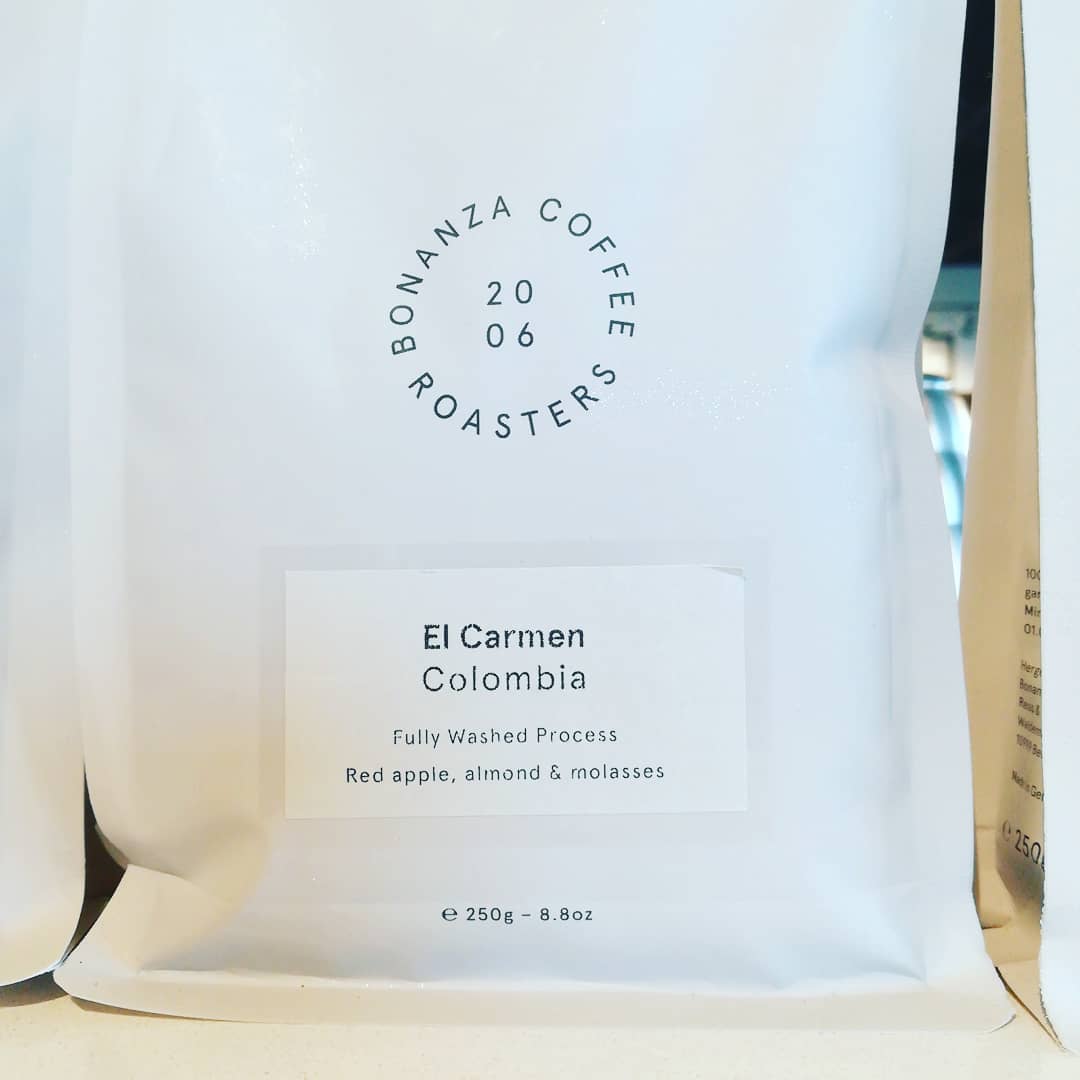 BONANZA COFFEE ROASTERS
20
06
El Carmen
Colombia
Fully Washed Process
Red apple, almond & molasses
℮ 250g – 8.8oz